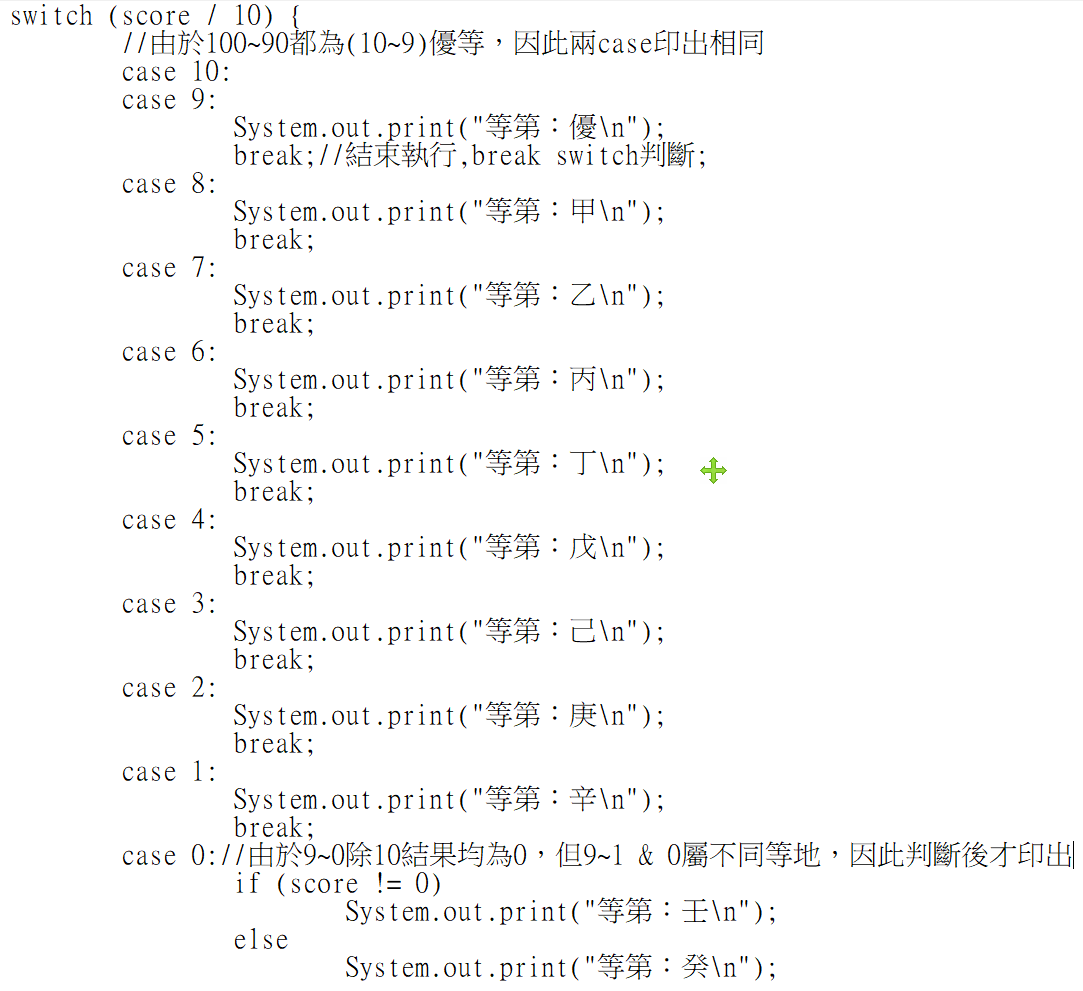 switch (score / 10) {
//由於100~90都為(10~9)優等，因此兩case印出相同
case 10:
case 9:
System.out.print("等第：優\n");
break;//結束執行,break switch判斷;
case 8:
System.out.print("等第：甲\n");
break;
case 7:
System.out.print("等第：乙\n");
break;
case 6:
System.out.print("等第：丙\n");
break;
case 5:
System.out.print("等第：丁\n");
break;
case 4:
System.out.print("等第：戊\n");
break;
case 3:
System.out.print("等第：己\n");
break;
case 2:
System.out.print("等第：庚\n");
break;
case 1:
System.out.print("等第：辛\n");
break;
case 0://由於9~0除10結果均為0，但9~1 & 0屬不同等地，因此判斷後才印出
if (score != 0)
System.out.print("等第：壬\n");
else
System.out.print("等第：癸\n");